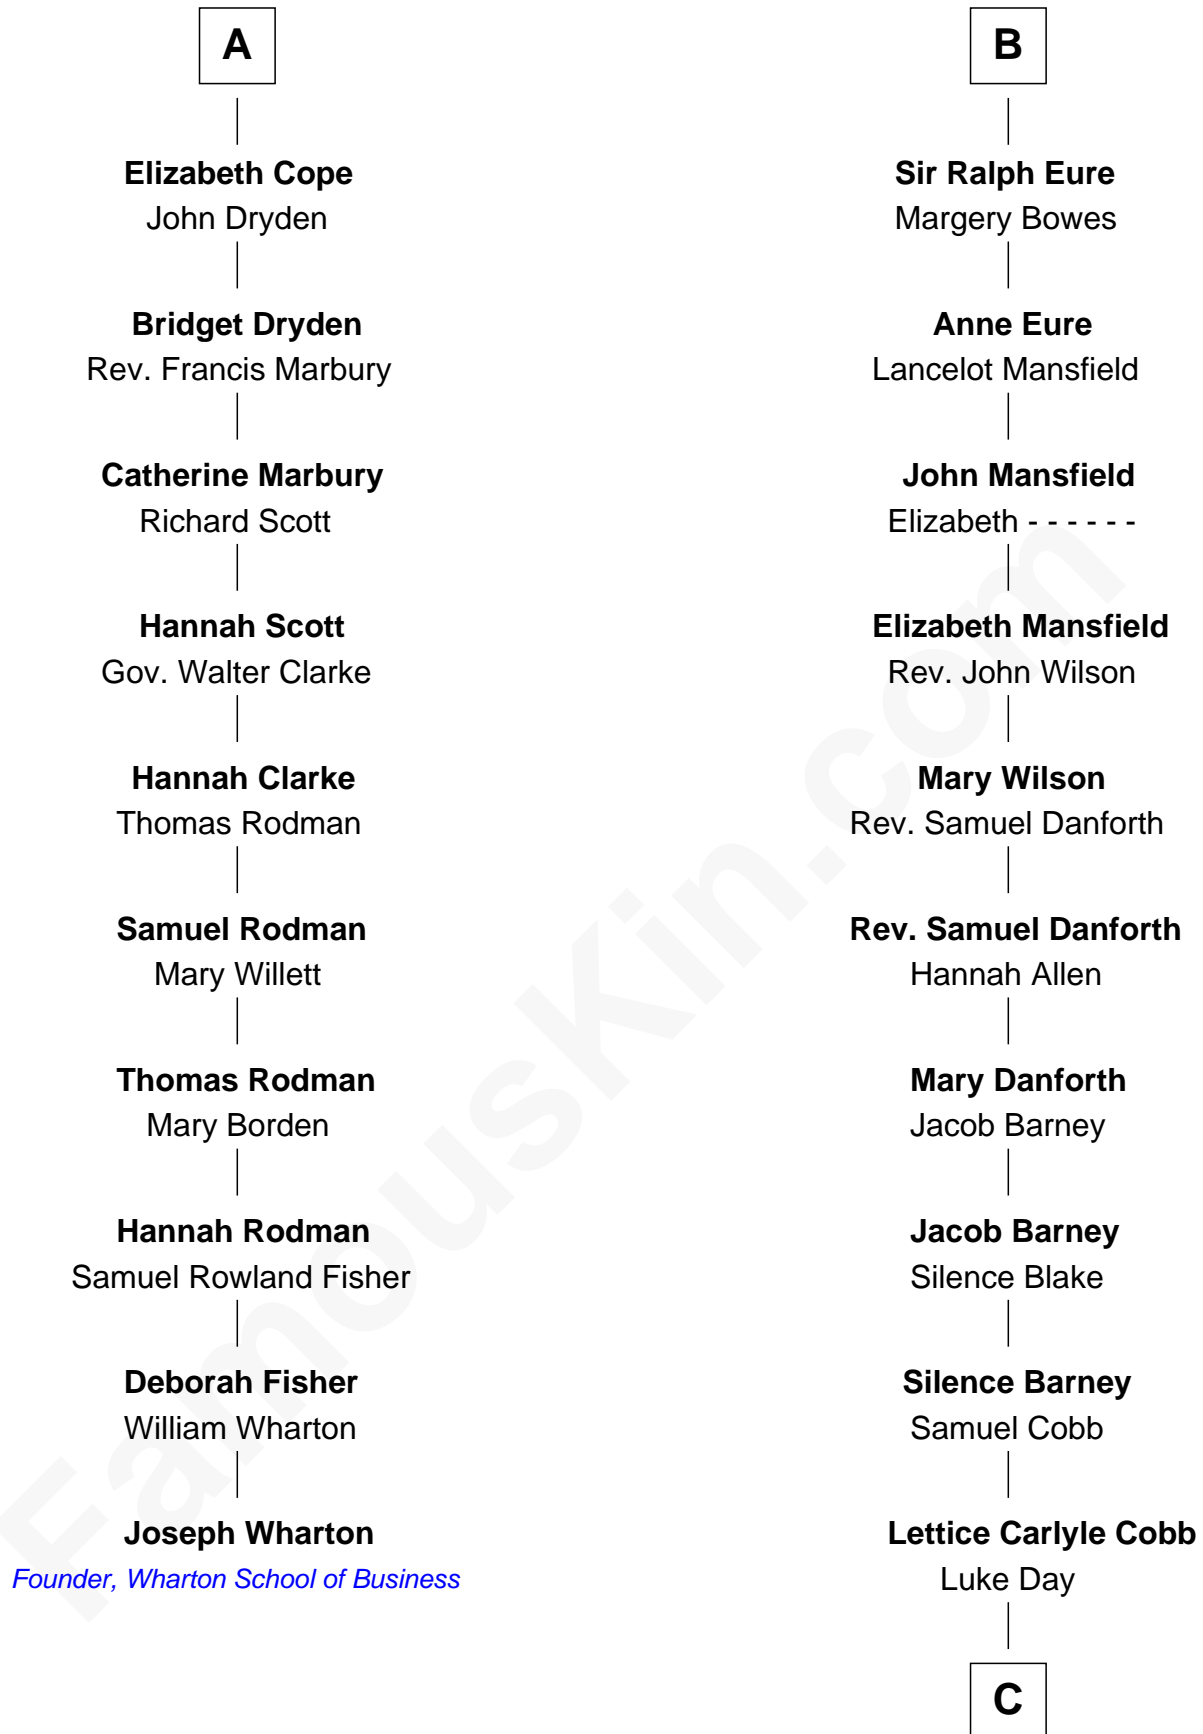 A
Elizabeth Cope
John Dryden
Bridget Dryden
Rev. Francis Marbury
Catherine Marbury
Richard Scott
Hannah Scott
Gov. Walter Clarke
Hannah Clarke
Thomas Rodman
Samuel Rodman
Mary Willett
Thomas Rodman
Mary Borden
Hannah Rodman
Samuel Rowland Fisher
Deborah Fisher
William Wharton
Joseph Wharton
Founder, Wharton School of Business
B
Sir Ralph Eure
Margery Bowes
Anne Eure
Lancelot Mansfield
John Mansfield
Elizabeth - - - - - -
Elizabeth Mansfield
Rev. John Wilson
Mary Wilson
Rev. Samuel Danforth
Rev. Samuel Danforth
Hannah Allen
Mary Danforth
Jacob Barney
Jacob Barney
Silence Blake
Silence Barney
Samuel Cobb
Lettice Carlyle Cobb
Luke Day
C
FamousKin.com